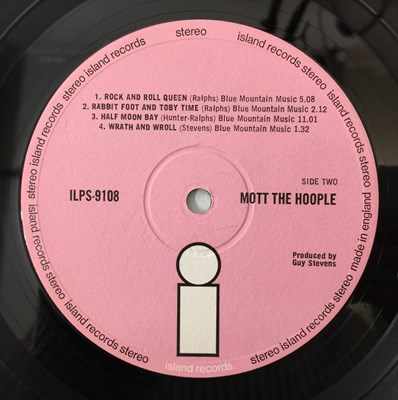 stereo island records stereo island records stereo island records stereo island records stereo island records made in england stereo island records stereo
1. ROCK AND ROLL QUEEN (Ralphs) Blue Mountain Music 5.08
2. RABBIT FOOT AND TOBY TIME (Ralphs) Blue Mountain Music 2.12
3. HALF MOON BAY (Hunter-Ralphs) Blue Mountain Music 11.01
4. WRATH AND WROLL (Stevens) Blue Mountain Music 1.32
SIDE TWO
ILPS-9108
MOTT THE HOOPLE
Produced by
Guy Stevens
island records